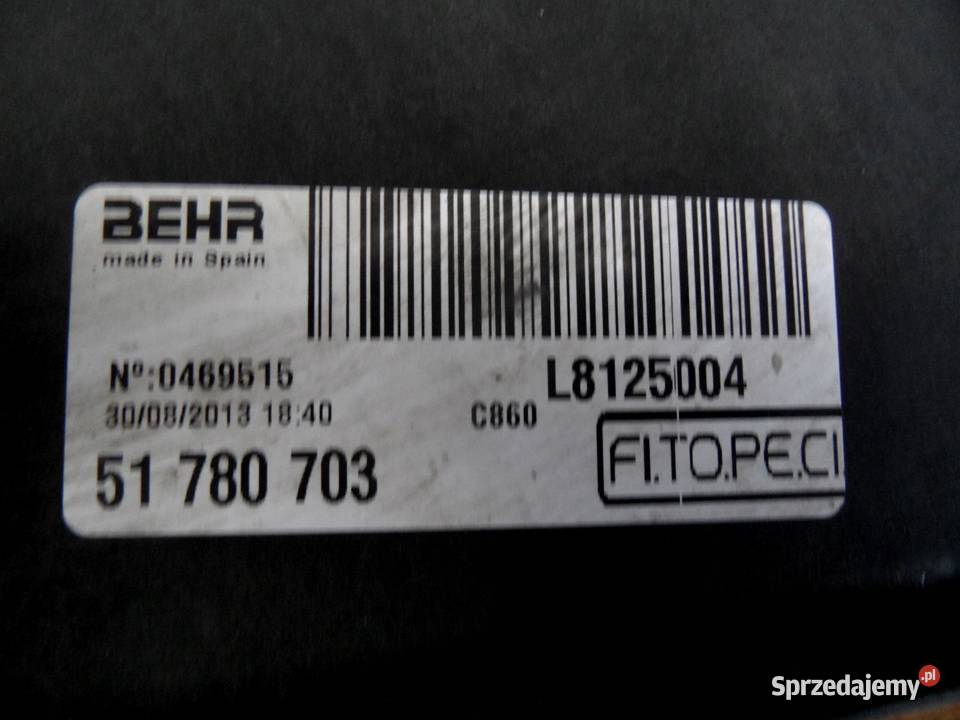 BEHR
made in Spain
Nº:0469515
L8125004
30/08/2013 18:40
C860
51 780 703
FI.TO.PE.CI.
Sprzedajemy.pl